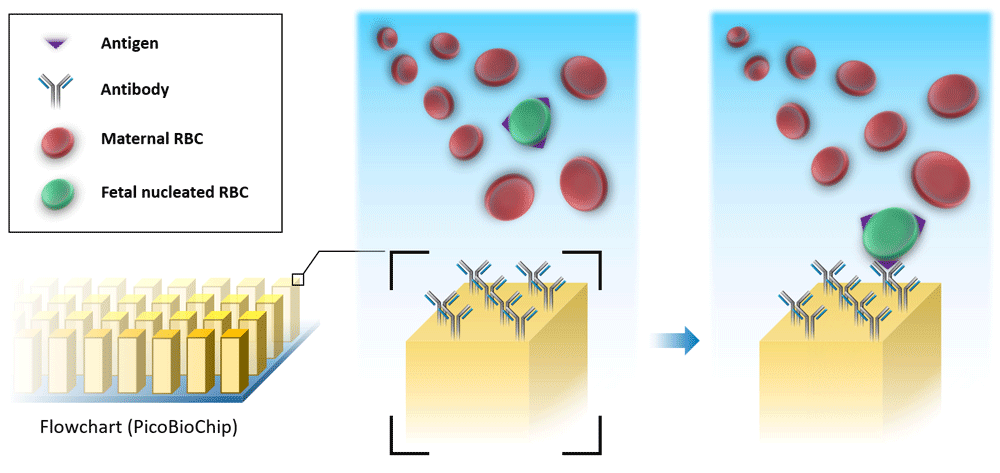 Antigen
Antibody
Maternal RBC
Fetal nucleated RBC
Flowchart (PicoBioChip)